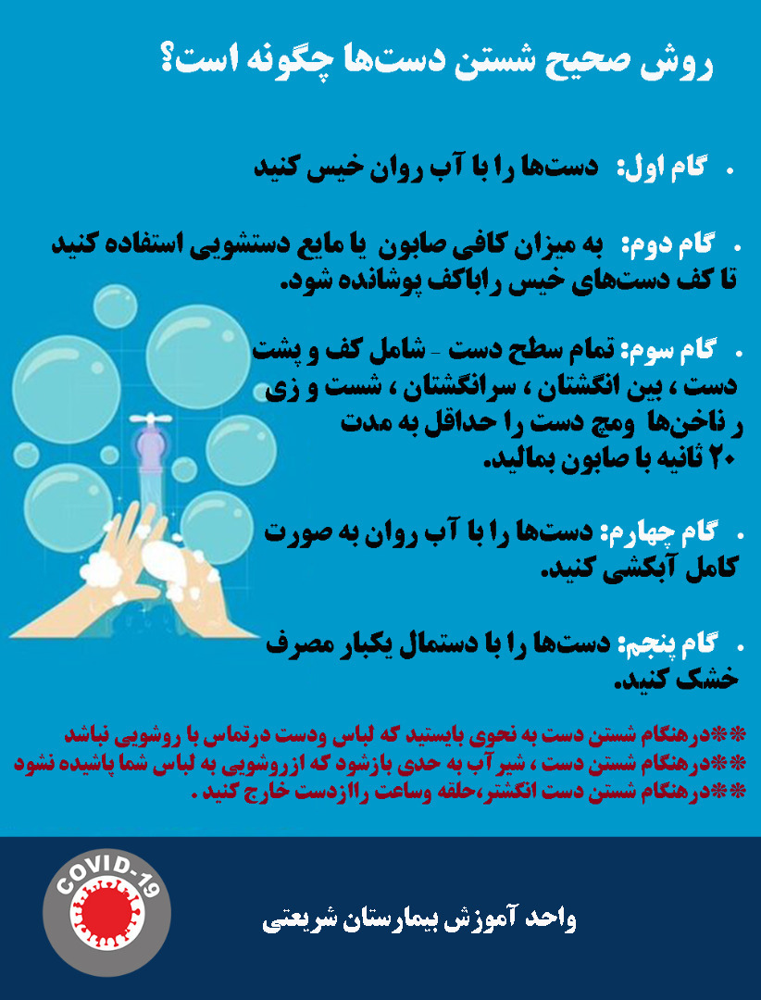 روش صحیح شستن دست‌ها چگونه است؟
. گام اول: دست‌ها را با آب روان خیس کنید
. گام دوم: به میزان کافی صابون یا مایع دستشویی استفاده کنید
تا کف دست‌های خیس راباکف پوشانده شود.
. گام سوم: تمام سطح دست - شامل کف و پشت
دست ، بین انگشتان ، سرانگشتان ، شست و زی
ر ناخن‌ها ومچ دست را حداقل به مدت
۲۰ ثانیه با صابون بمالید.
. گام چهارم: دست‌ها را با آب روان به صورت
کامل آبکشی کنید.
. گام پنجم: دست‌ها را با دستمال یکبار مصرف
خشک کنید.
**درهنگام شستن دست به نحوی بایستید که لباس ودست درتماس با روشویی نباشد
**درهنگام شستن دست ، شیرآب به حدی بازشود که ازروشویی به لباس شما پاشیده نشود
**درهنگام شستن دست انگشتر،حلقه وساعت راازدست خارج کنید .
COVID-19
واحد آموزش بیمارستان شریعتی